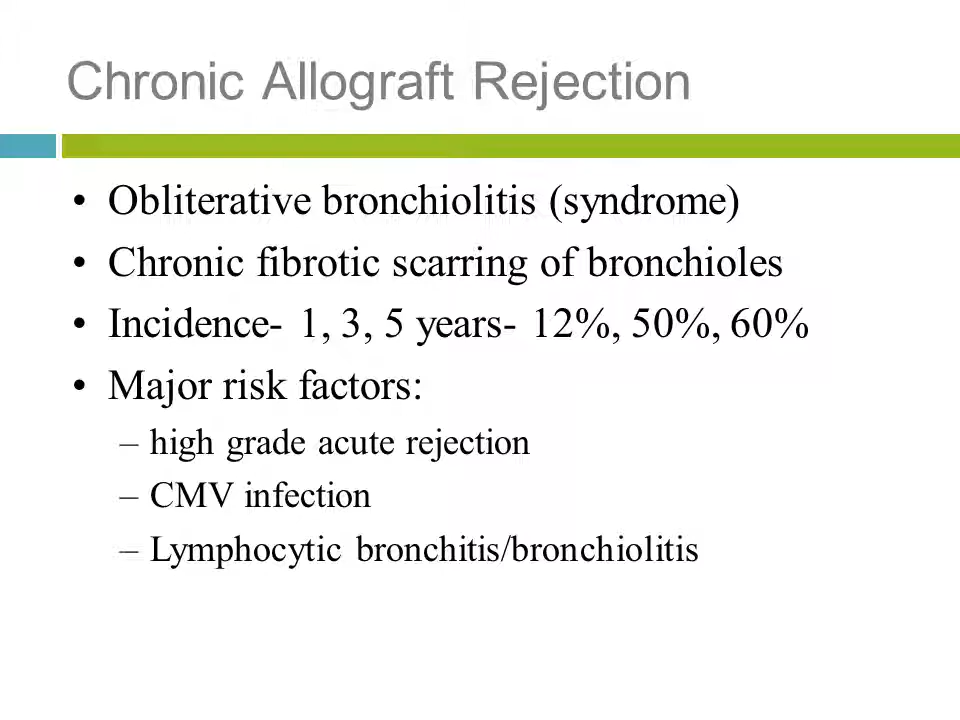 Chronic Allograft Rejection
• Obliterative bronchiolitis (syndrome)
• Chronic fibrotic scarring of bronchioles
• Incidence- 1, 3, 5 years- 12%, 50%, 60%
• Major risk factors:
– high grade acute rejection
– CMV infection
– Lymphocytic bronchitis/bronchiolitis